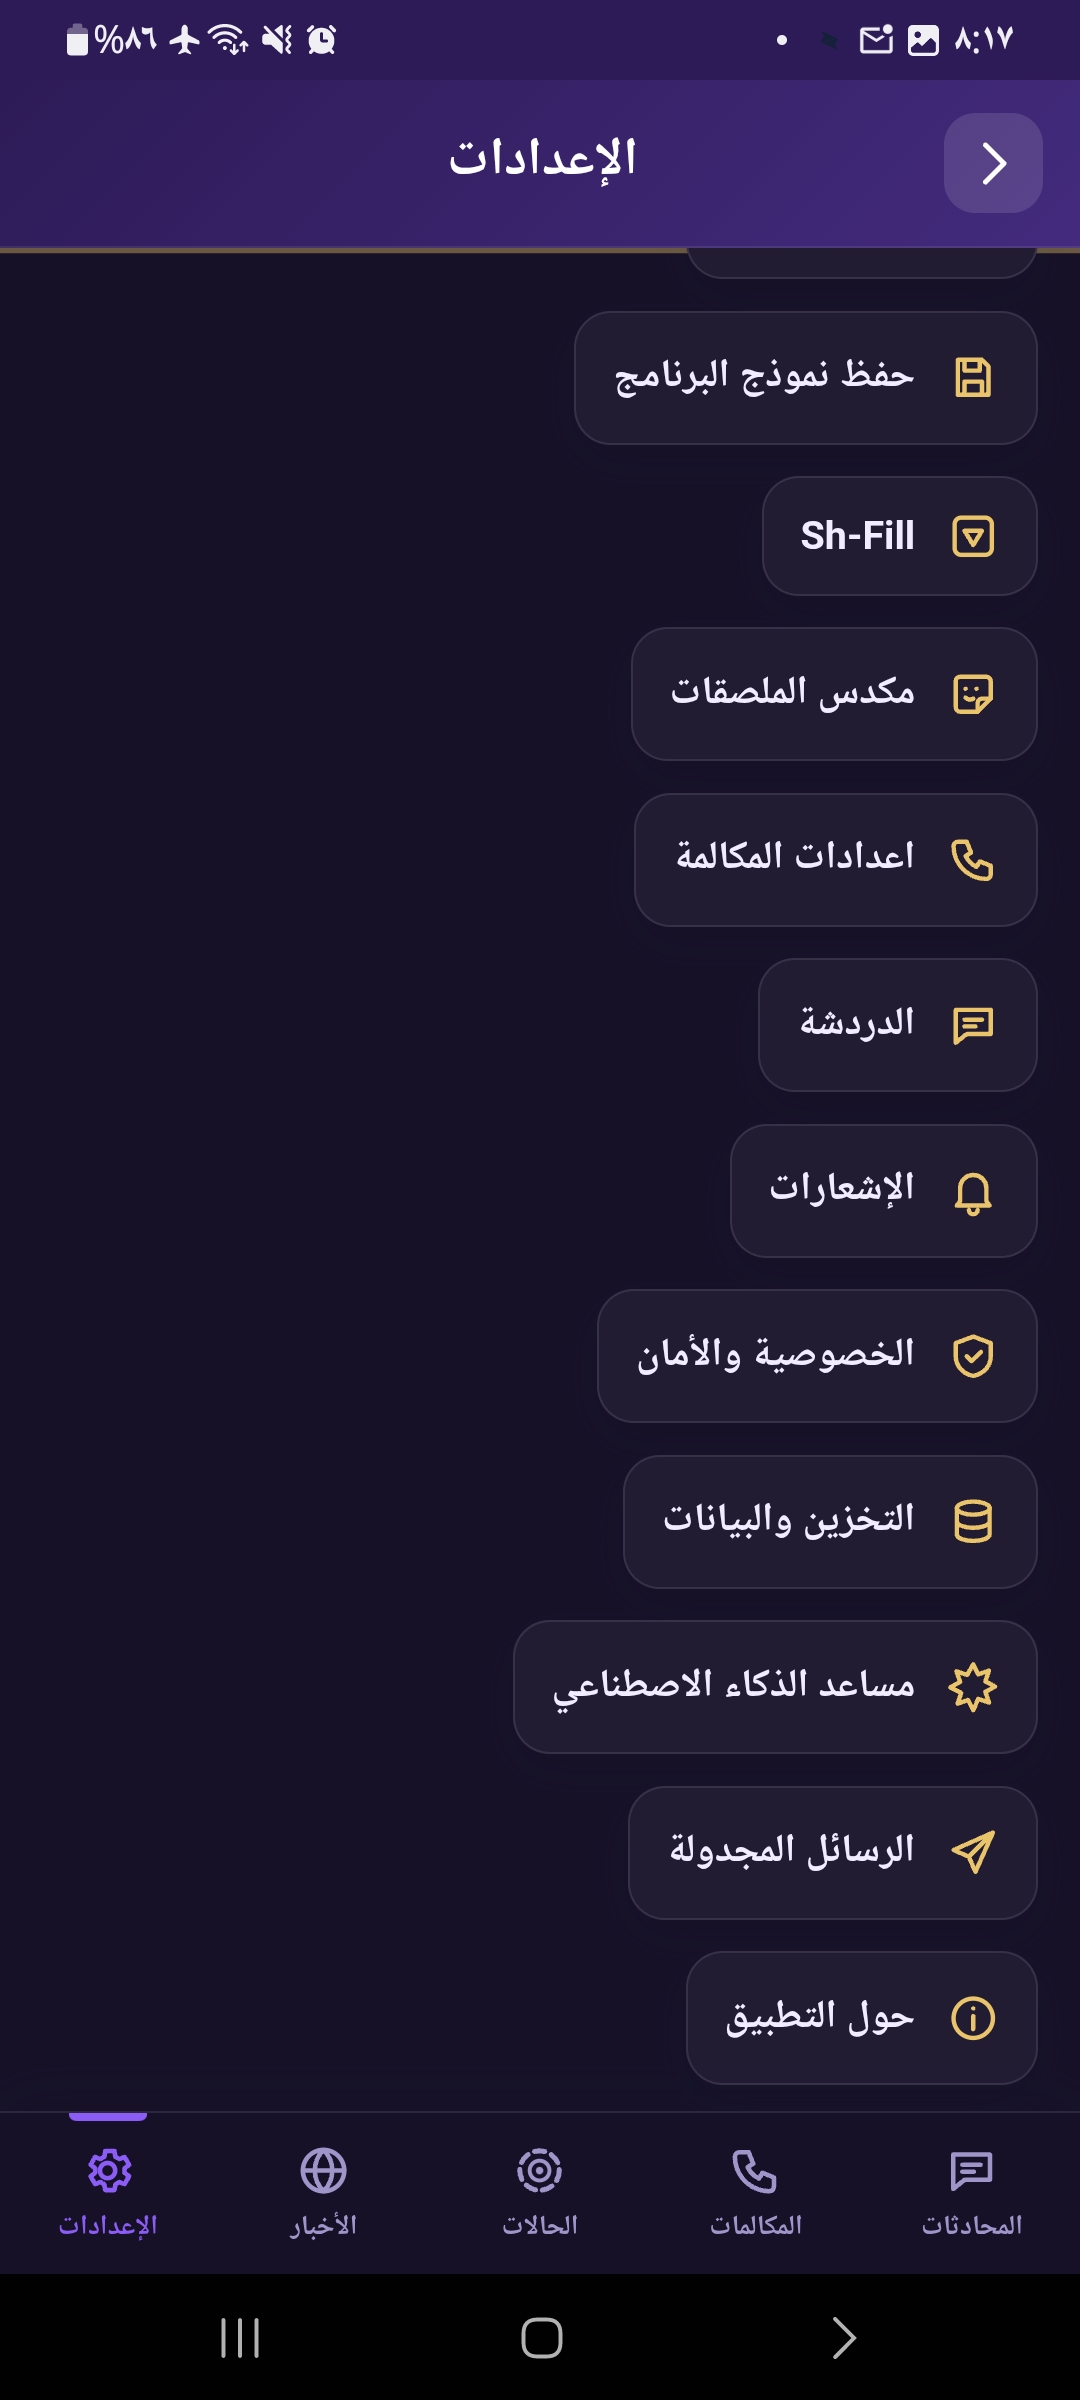 ٨:١٧
%٨٦
الإعدادات
حفظ نموذج البرنامج
Sh-Fill
مكدس الملصقات
اعدادات المكالمة
الدردشة
الإشعارات
الخصوصية والأمان
التخزين والبيانات
مساعد الذكاء الاصطناعي
الرسائل المجدولة
حول التطبيق
المحادثات
المكالمات
الحالات
الأخبار
الإعدادات